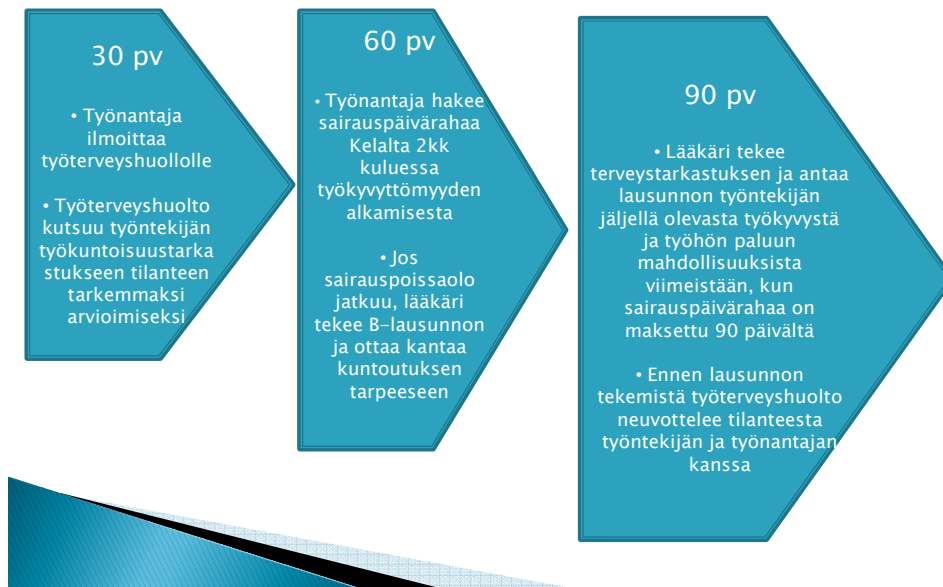 30 pv
• Työnantaja
ilmoittaa
työterveyshuollolle
• Työterveyshuolto
kutsuu työntekijän
työkuntoisuustarka
stukseen tilanteen
tarkemmaksi
arvioimiseksi
60 pv
• Työnantaja hakee
sairauspäivärahaa
Kelalta 2kk
kuluessa
työkyvyttömyyden
alkamisesta
• Jos
sairauspoissaolo
jatkuu, lääkäri
tekee B-lausunnon
ja ottaa kantaa
kuntoutuksen
tarpeeseen
90 pv
• Lääkäri tekee
terveystarkastuksen ja antaa
lausunnon työntekijän
jäljellä olevasta työkyvystä
ja työhön paluun
mahdollisuuksista
viimeistään, kun
sairauspäivärahaa on
maksettu 90 päivältä
• Ennen lausunnon
tekemistä työterveyshuolto
neuvottelee tilanteesta
työntekijän ja työnantajan
kanssa